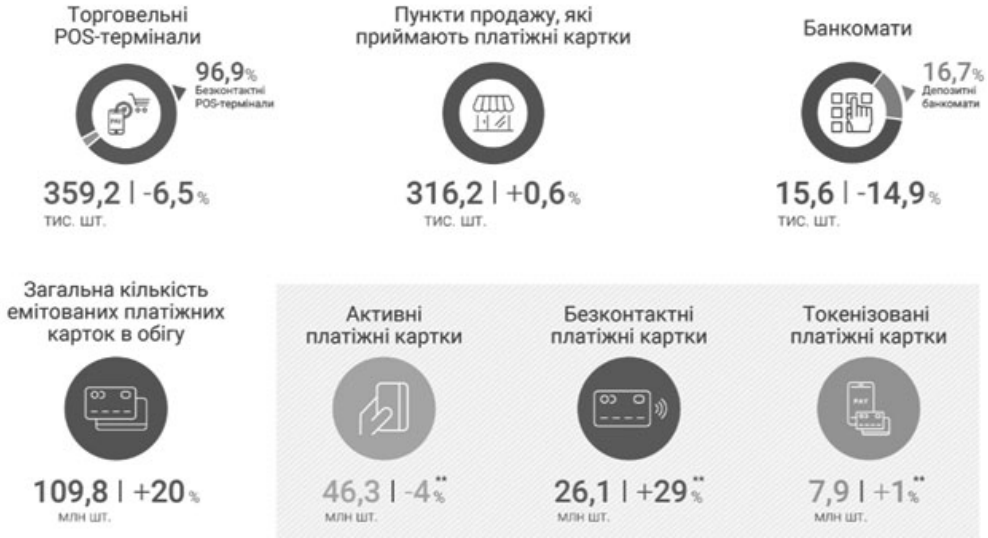 Торговельні
POS-термінали
96,9%
Безконтактні
POS-термінали
PAY
359,2 | -6,5%
тис. шт.
Пункти продажу, які
приймають платіжні картки
316,2 | +0,6%
тис. шт.
Банкомати
16,7%
Депозитні
банкомати
15,6 | -14,9%
тис. шт.
Загальна кількість
емітованих платіжних
карток в обігу
109,8 | +20%
млн шт.
Активні
платіжні картки
46,3 | -4%**
млн шт.
Безконтактні
платіжні картки
26,1 | +29%**
млн шт.
Токенізовані
платіжні картки
PAY
7,9 | +1%**
млн шт.